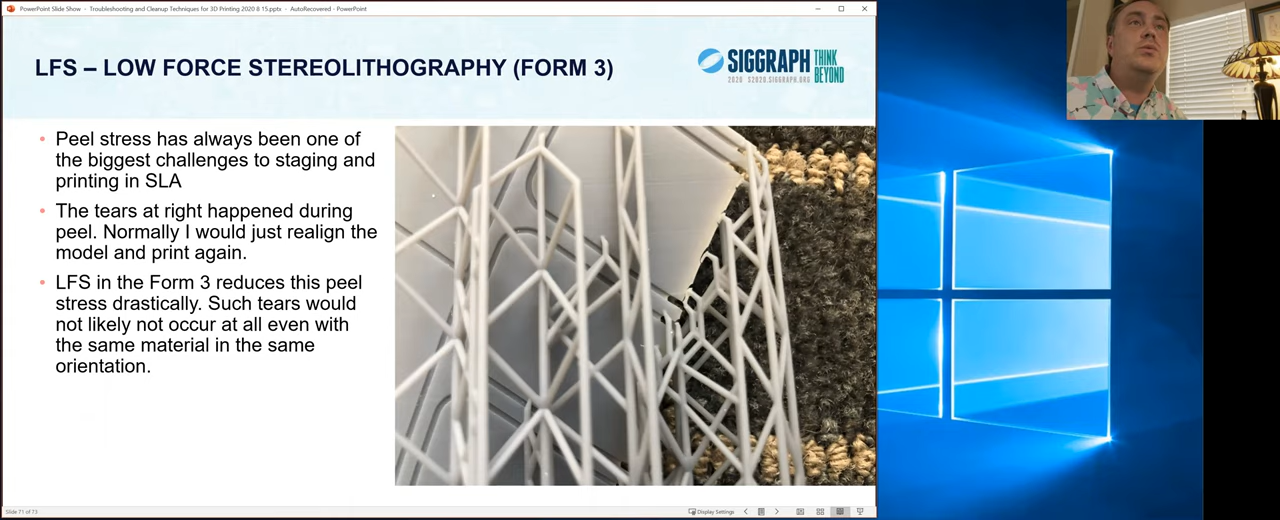 PowerPoint Slide Show - Troubleshooting and Cleanup Techniques for 3D Printing 2020 8 15.pptx - AutoRecovered - PowerPoint
LFS – LOW FORCE STEREOLITHOGRAPHY (FORM 3)
SIGGRAPH
THINK
BEYOND
2020 S2020.SIGGRAPH.ORG
• Peel stress has always been one of
the biggest challenges to staging and
printing in SLA
• The tears at right happened during
peel. Normally I would just realign the
model and print again.
• LFS in the Form 3 reduces this peel
stress drastically. Such tears would
not likely not occur at all even with
the same material in the same
orientation.
Slide 71 of 73
Display Settings